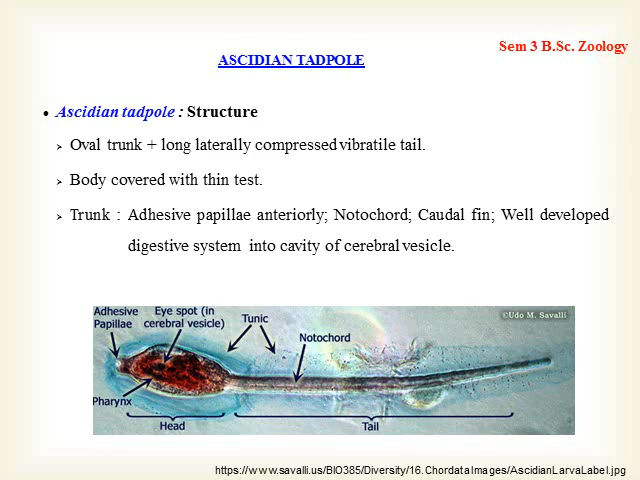 Sem 3 B.Sc. Zoology
ASCIDIAN TADPOLE
• Ascidian tadpole : Structure
➢ Oval trunk + long laterally compressed vibratile tail.
➢ Body covered with thin test.
➢ Trunk : Adhesive papillae anteriorly; Notochord; Caudal fin; Well developed
digestive system into cavity of cerebral vesicle.
©Udo M. Savalli
Adhesive
Papillae
Eye spot (in
cerebral vesicle)
Tunic
Notochord
Pharynx
Head
Tail
https://www.savalli.us/BIO385/Diversity/16.ChordataImages/AscidianLarvaLabel.jpg